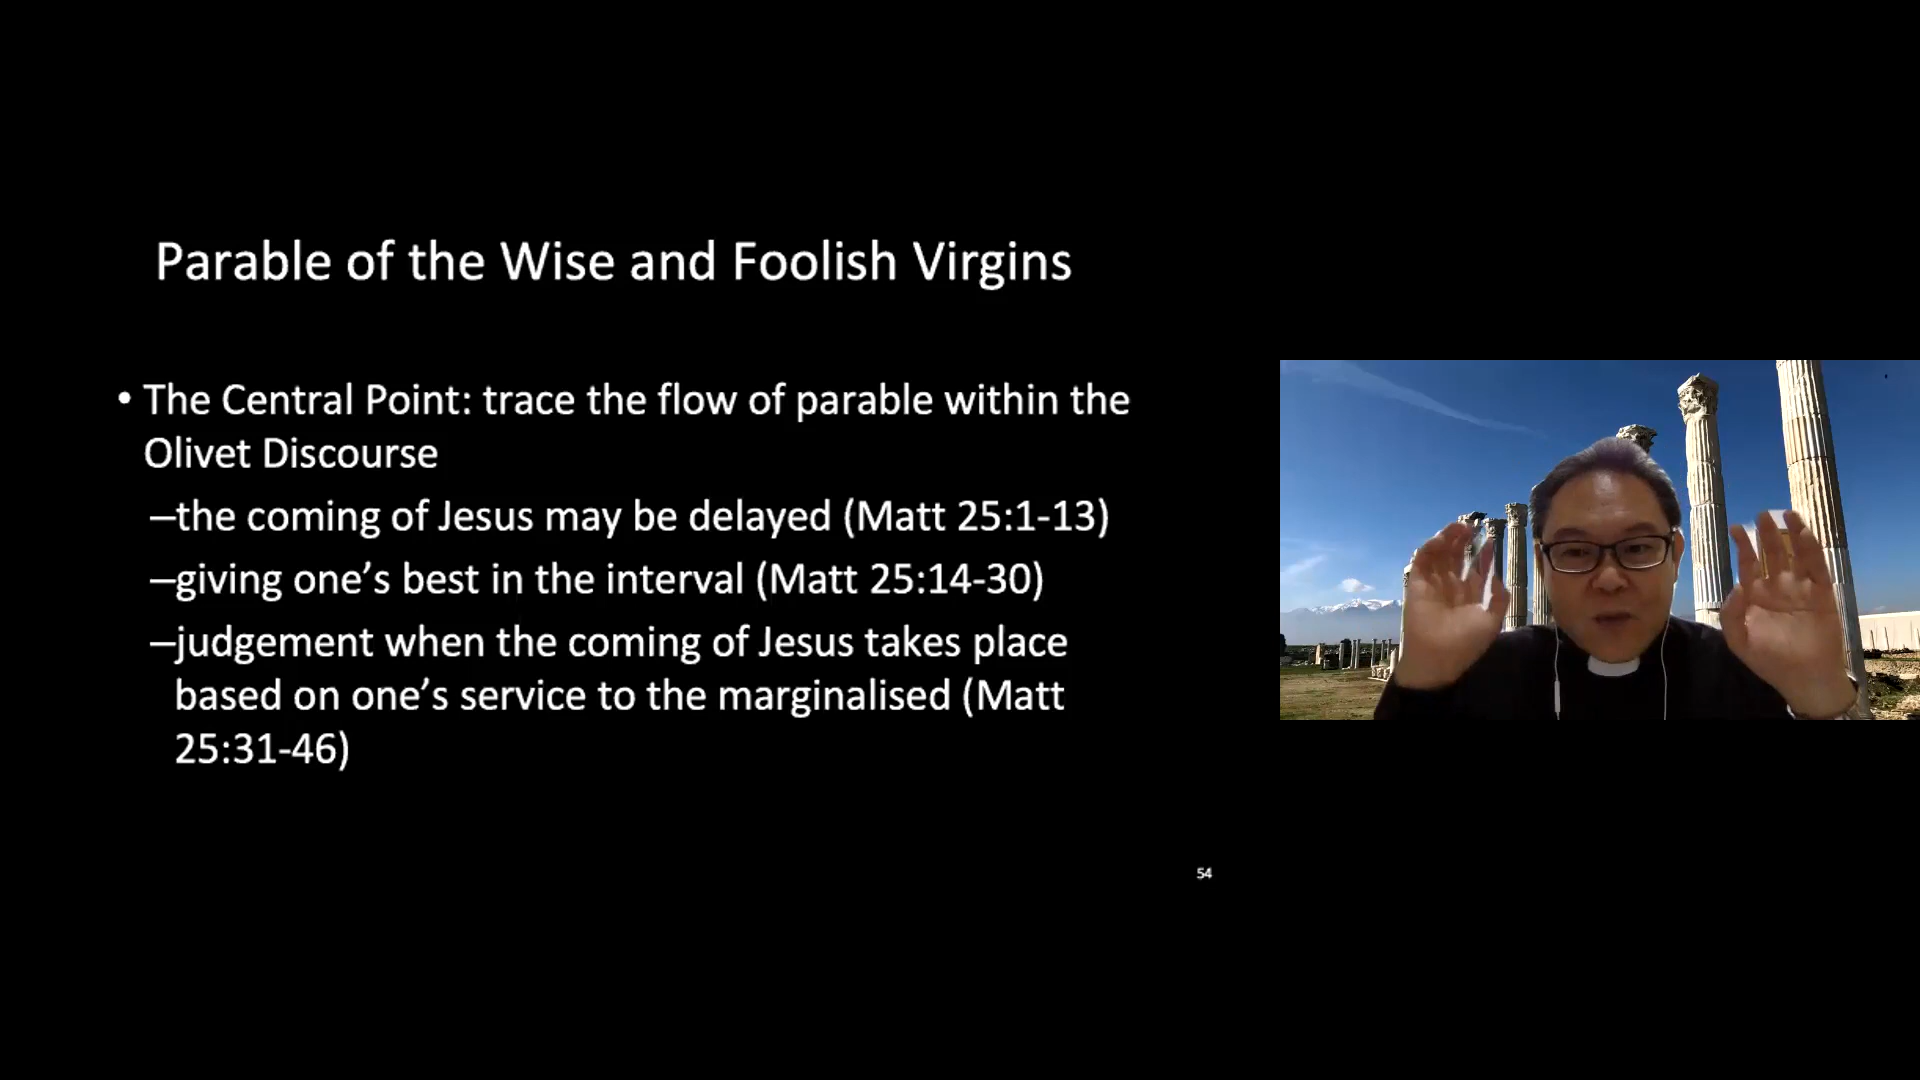 Parable of the Wise and Foolish Virgins
• The Central Point: trace the flow of parable within the
Olivet Discourse
–the coming of Jesus may be delayed (Matt 25:1-13)
–giving one’s best in the interval (Matt 25:14-30)
–judgement when the coming of Jesus takes place
based on one’s service to the marginalised (Matt
25:31-46)
54